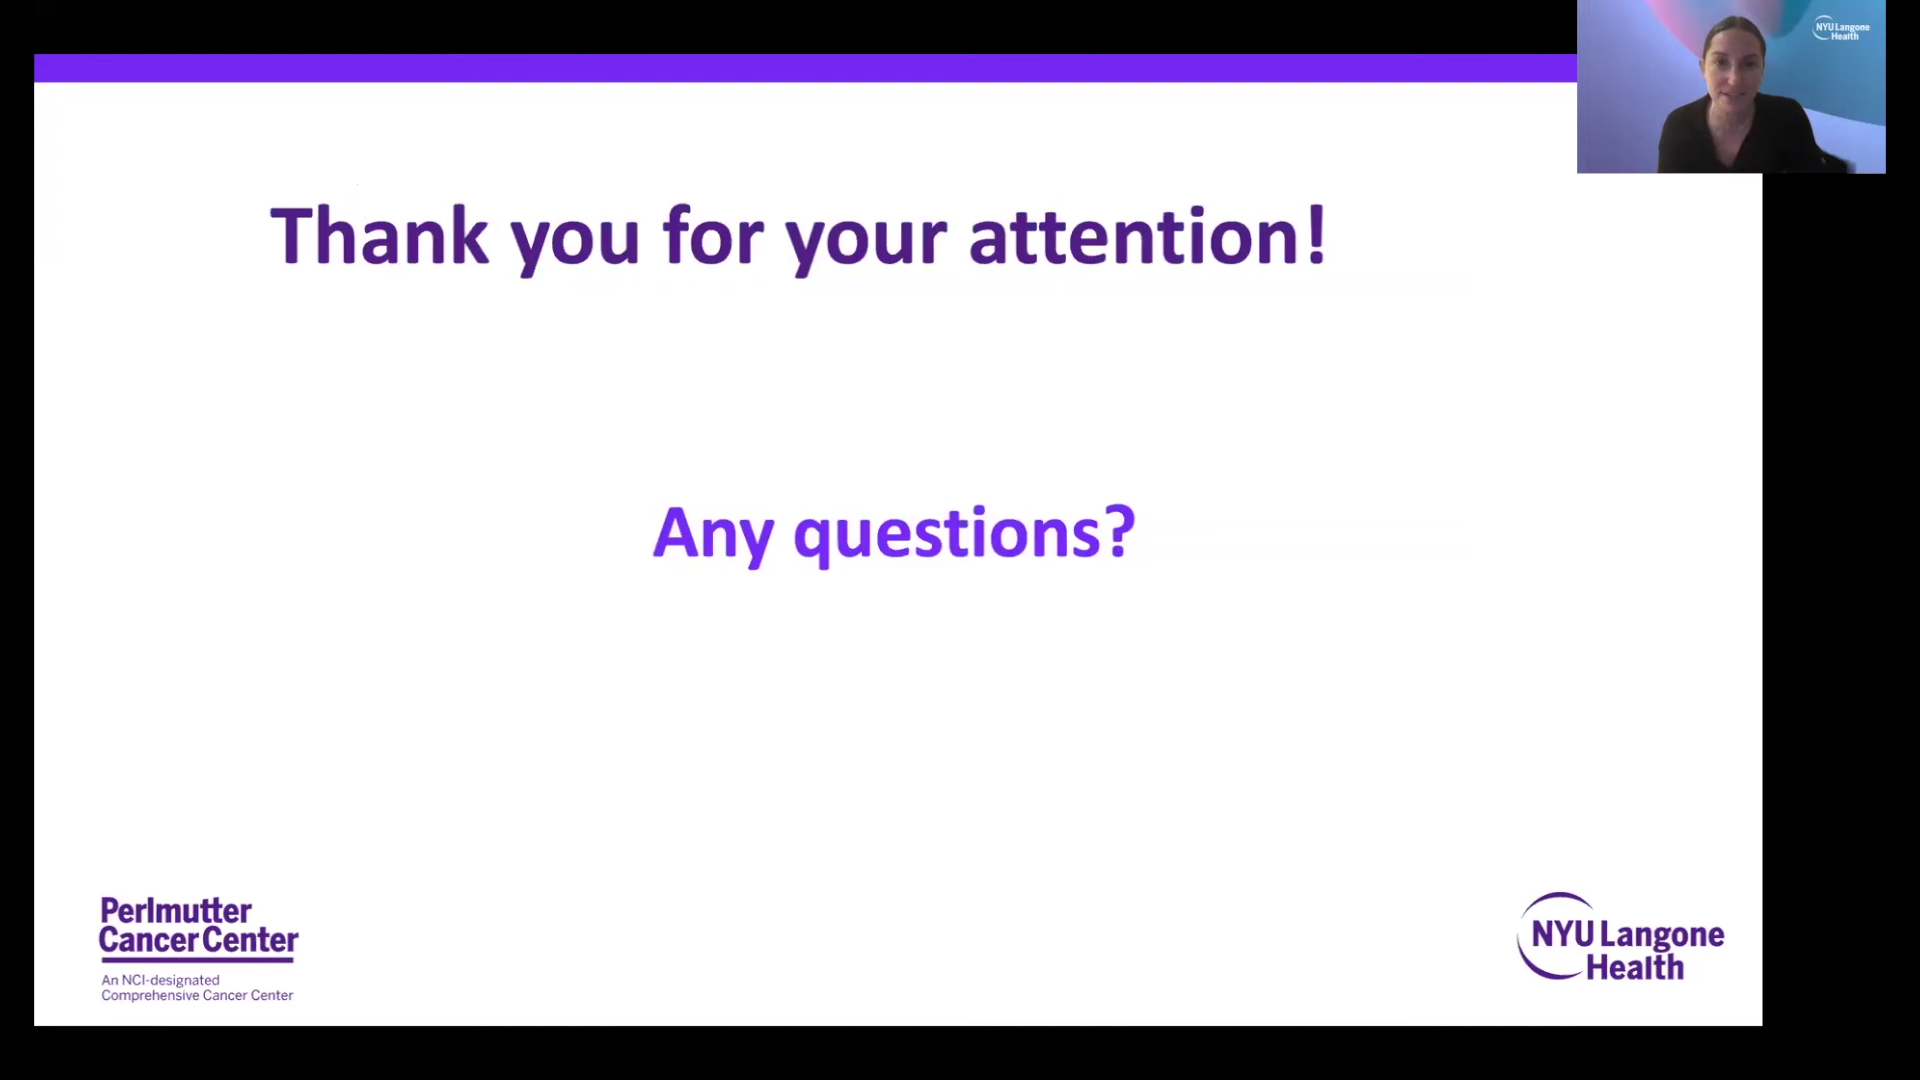 NYU Langone
Health
Thank you for your attention!
Any questions?
Perlmutter
Cancer Center
An NCI-designated
Comprehensive Cancer Center
NYU Langone
Health